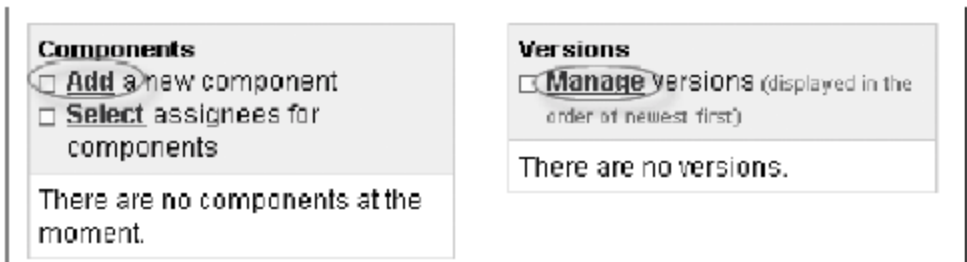 Components
Add a new component
Select assignees for
components
There are no components at the
moment.
Versions
Manage versions (displayed in the
order of newest first)
There are no versions.